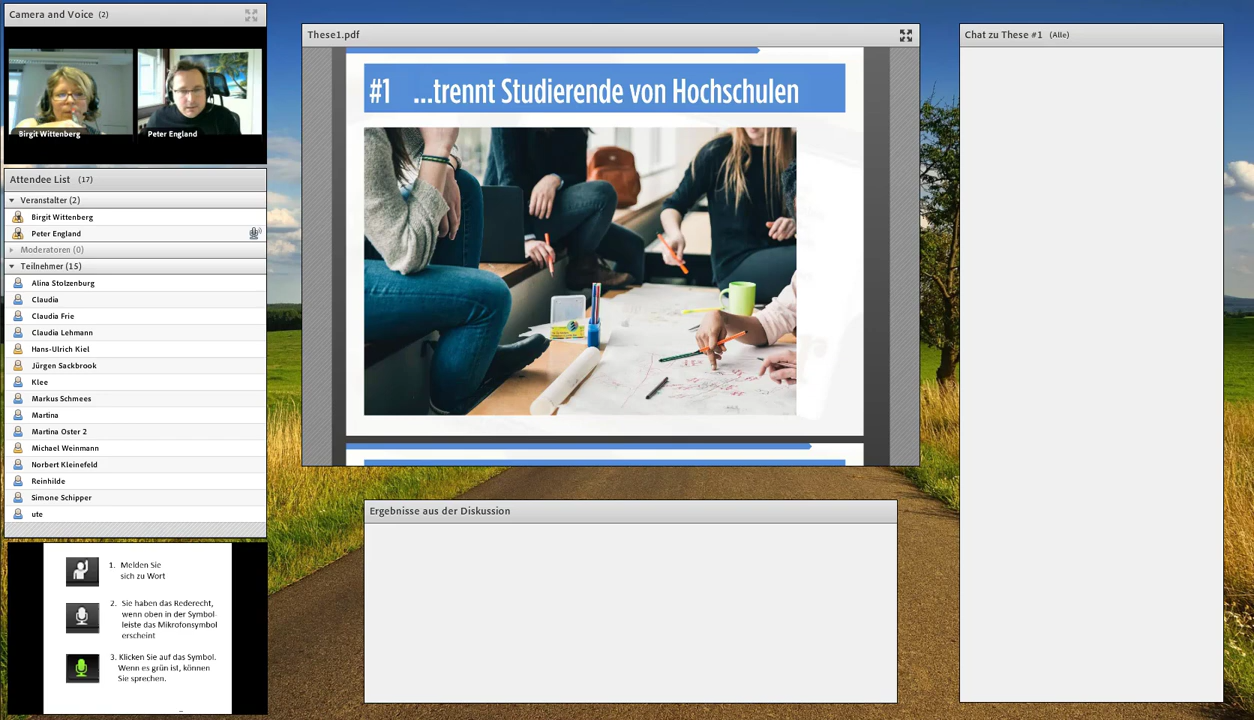 Camera and Voice (2)
Birgit Wittenberg
Peter England
Attendee List (17)
Veranstalter (2)
Birgit Wittenberg
Peter England
Moderatoren (0)
Teilnehmer (15)
Alina Stolzenburg
Claudia
Claudia Frie
Claudia Lehmann
Hans-Ulrich Kiel
Jürgen Sackbrook
Klee
Markus Schmees
Martina
Martina Oster 2
Michael Weinmann
Norbert Kleinefeld
Reinhilde
Simone Schipper
ute
1. Melden Sie
sich zu Wort
2. Sie haben das Rederecht,
wenn oben in der Symbol-
leiste das Mikrofonsymbol
erscheint
3. Klicken Sie auf das Symbol.
Wenn es grün ist, können
Sie sprechen.
These1.pdf
#1 ...trennt Studierende von Hochschulen
Ergebnisse aus der Diskussion
Chat zu These #1 (Alle)